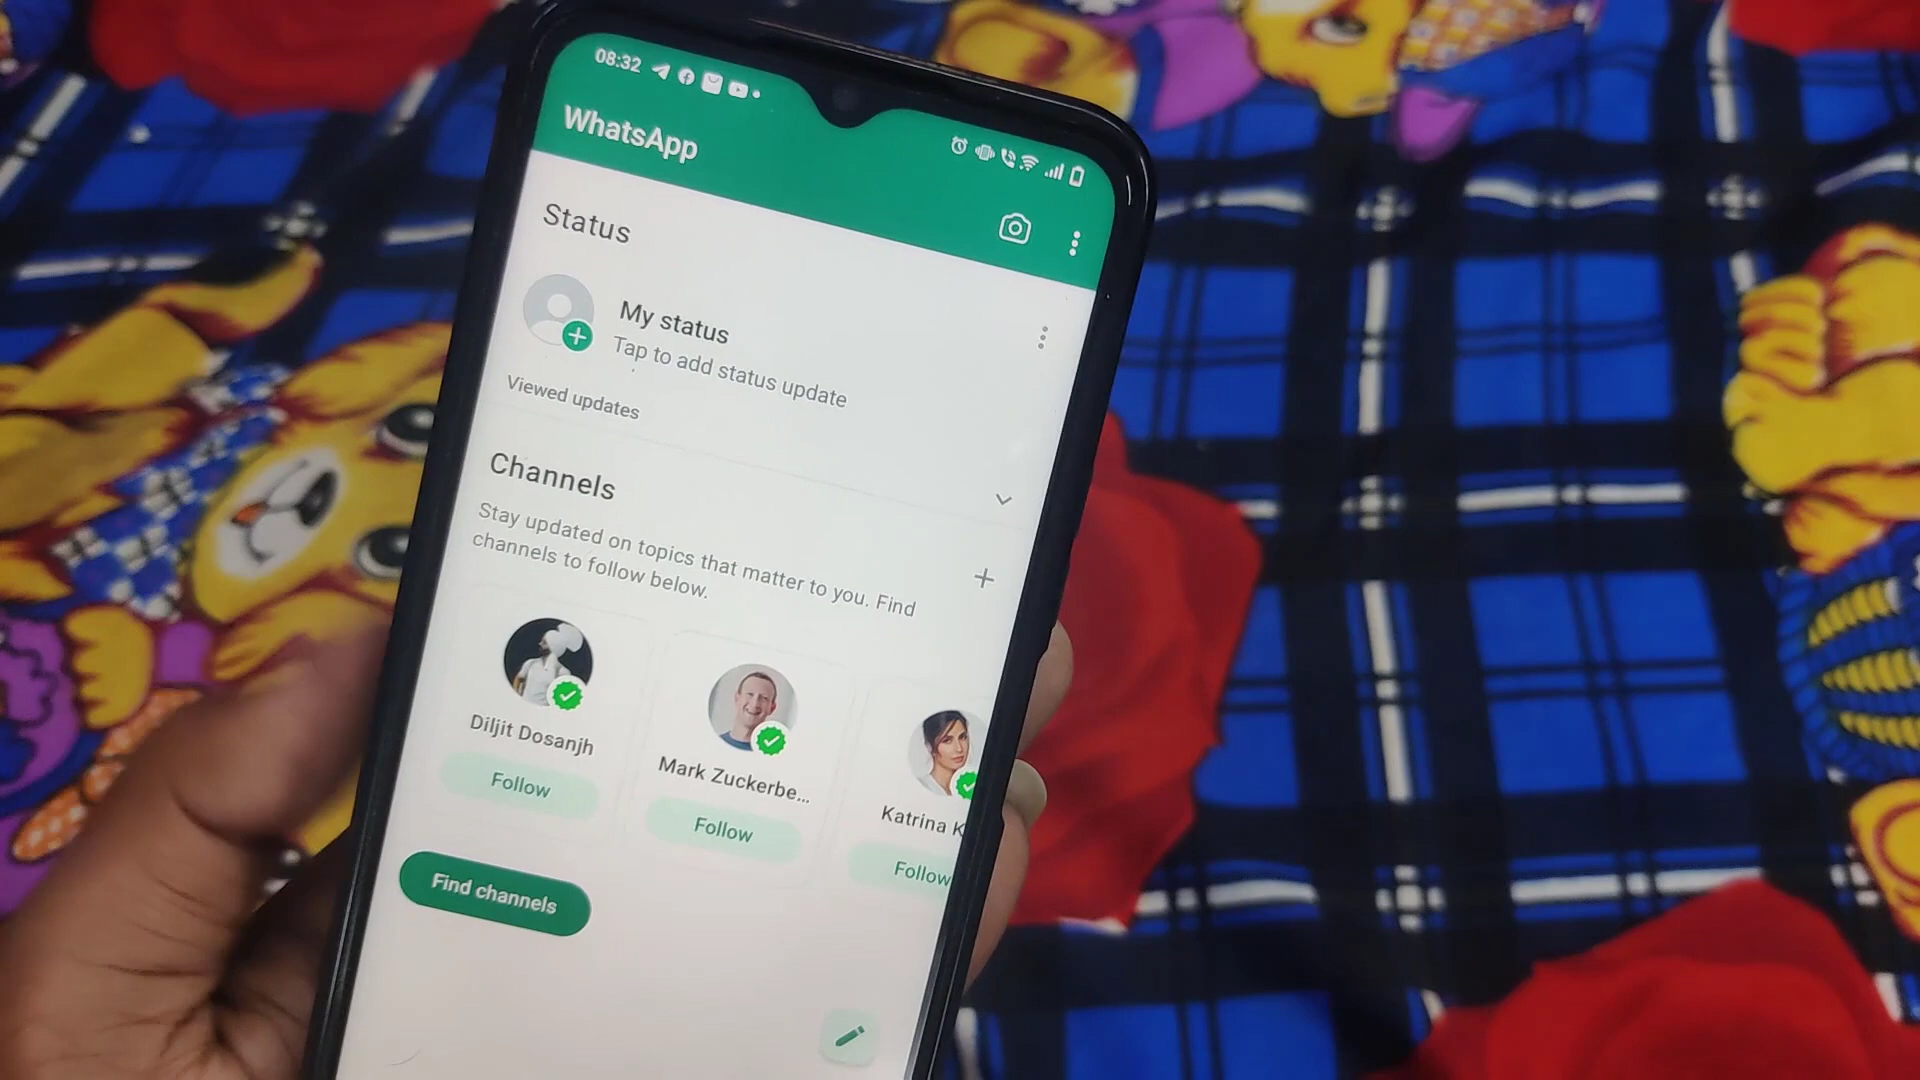 08:32
WhatsApp
Status
My status
Tap to add status update
Viewed updates
Channels
Stay updated on topics that matter to you. Find
channels to follow below.
Diljit Dosanjh
Mark Zuckerbe...
Katrina K
Follow
Follow
Follow
Find channels